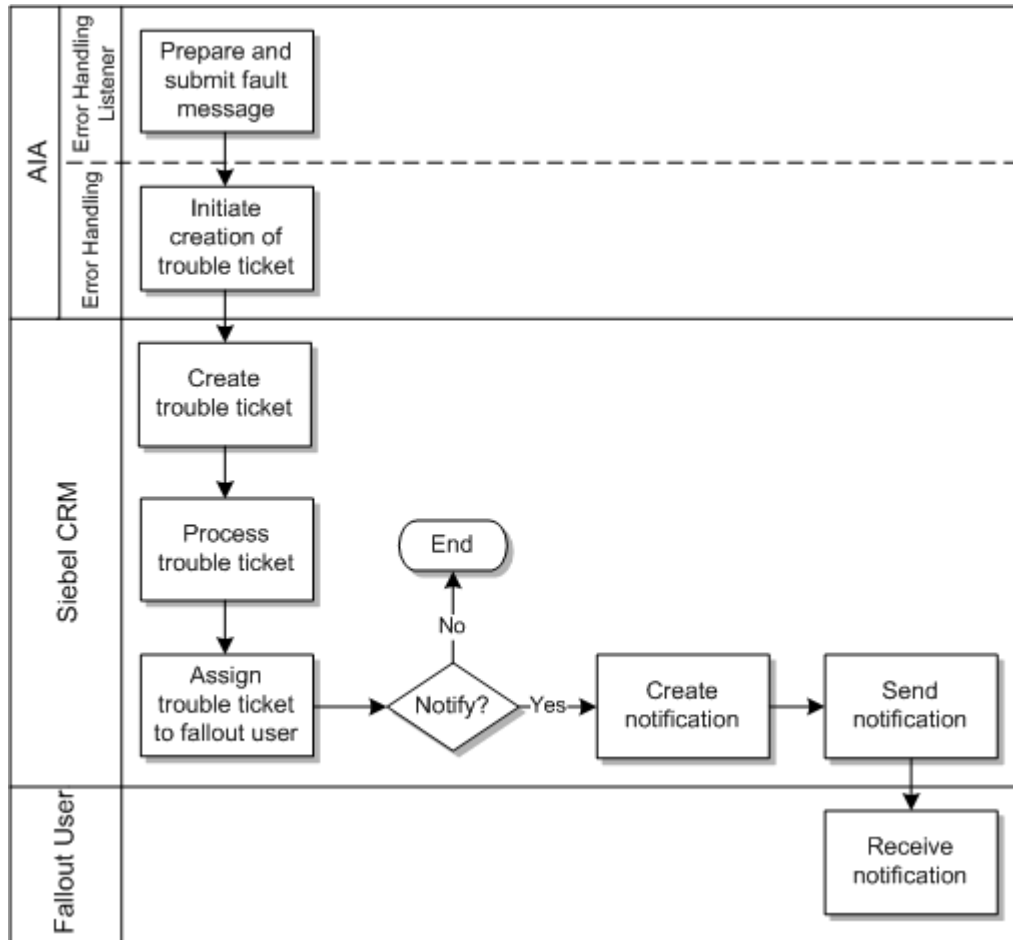 AIA
Error Handling
Listener
Prepare and
submit fault
message
Error Handling
Initiate
creation of
trouble ticket
Siebel CRM
Create
trouble ticket
Process
trouble ticket
Assign
trouble ticket
to fallout user
Notify?
No
End
Yes
Create
notification
Send
notification
Fallout User
Receive
notification